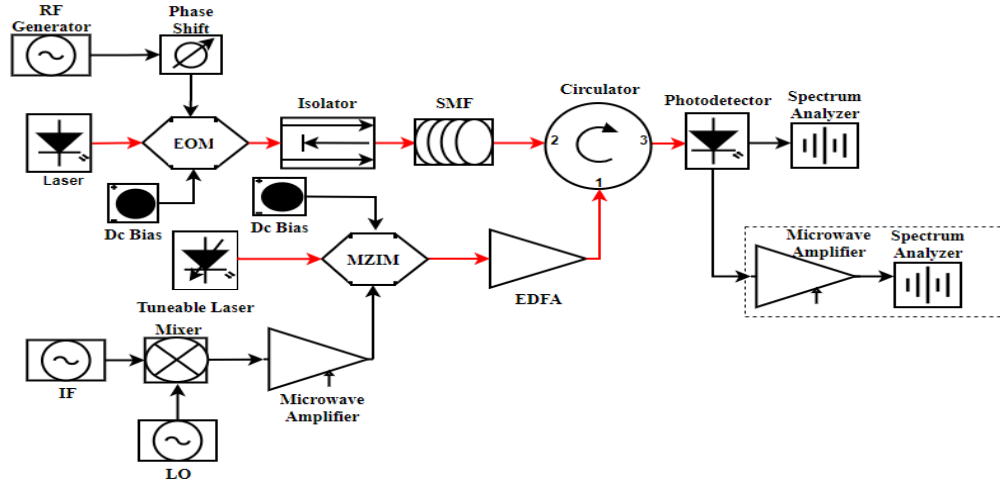 RF
Generator
Phase
Shift
Laser
EOM
Dc Bias
Isolator
SMF
Circulator
2
3
1
Photodetector
Spectrum
Analyzer
Dc Bias
Tuneable Laser
MZIM
EDFA
Microwave
Amplifier
Spectrum
Analyzer
IF
Mixer
LO
Microwave
Amplifier